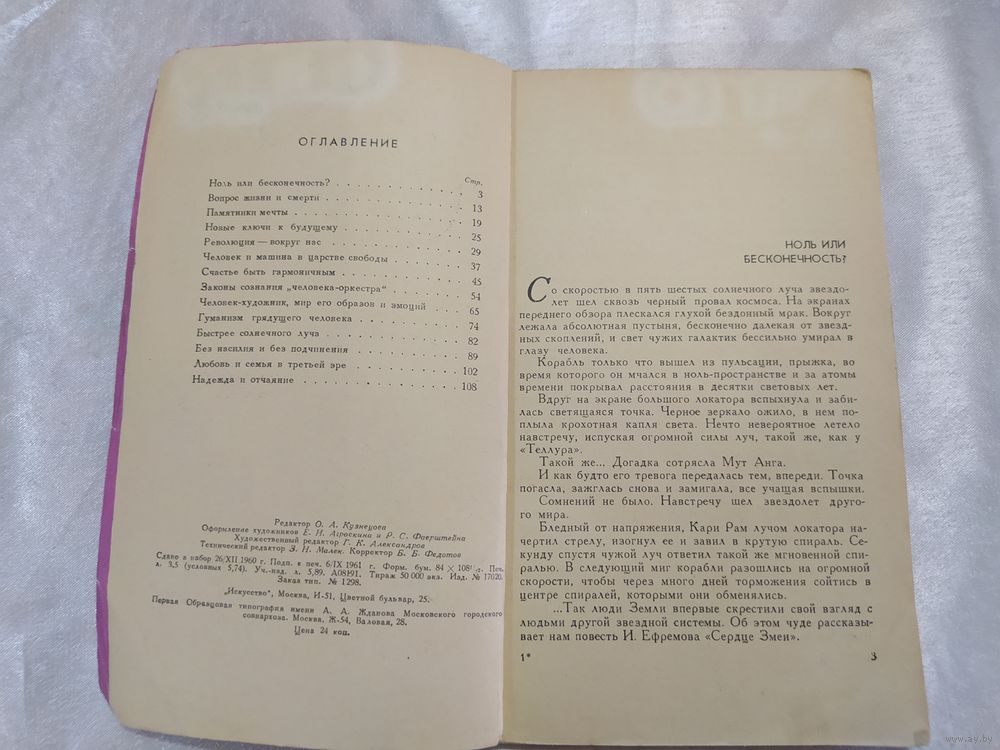 ОГЛАВЛЕНИЕ
Стр.
Ноль или бесконечность? . . . . . . . . . . 3
Вопрос жизни и смерти . . . . . . . . . . 13
Памятники мечты . . . . . . . . . . 19
Новые ключи к будущему . . . . . . . . . . 25
Революция — вокруг нас . . . . . . . . . . 29
Человек и машина в царстве свободы . . . . . 37
Счастье быть гармоничным . . . . . . . . . . 45
Законы сознания „человека-оркестра“ . . . . . 54
Человек-художник, мир его образов и эмоций . . . 65
Гуманизм грядущего человека . . . . . . . . 74
Быстрее солнечного луча . . . . . . . . . . 82
Без насилия и без подчинения . . . . . . . . 89
Любовь и семья в третьей эре . . . . . . . . 102
Надежда и отчаяние . . . . . . . . . . 108
Редактор О. А. Кузнецова
Оформление художников Е. Н. Агроскина и Р. С. Фаерштейна
Художественный редактор Г. К. Александров
Технический редактор З. Н. Малек. Корректор Б. Б. Федотов
Сдано в набор 26/XII 1960 г. Подп. к печ. 6/IX 1961 г. Форм. бум. 84 × 108 Печ.
л. 3,5 (условных 5,74). Уч.-изд. л. 5,89. А08191. Тираж 50 000 экз. Изд. № 17020.
Заказ тип. № 1298.
„Искусство“, Москва, И-51, Цветной бульвар, 25.
Первая Образцовая типография имени А. А. Жданова Московского городского
совнархоза. Москва, Ж-54, Валовая, 28.
Цена 24 коп.
НОЛЬ ИЛИ
БЕСКОНЕЧНОСТЬ?
Со скоростью в пять шестых солнечного луча звездо-
лет шел сквозь черный провал космоса. На экранах
переднего обзора плескался глухой бездонный мрак. Вокруг
лежала абсолютная пустыня, бесконечно далекая от звезд-
ных скоплений, и свет чужих галактик бессильно умирал в
глазу человека.
Корабль только что вышел из пульсации, прыжка, во
время которого он мчался в ноль-пространстве и за атомы
времени покрывал расстояния в десятки световых лет.
Вдруг на экране большого локатора вспыхнула и заби-
лась светящаяся точка. Черное зеркало ожило, в нем по-
плыла крохотная капля света. Нечто невероятное летело
навстречу, испуская огромной силы луч, такой же, как у
«Теллура».
Такой же... Догадка сотрясла Мут Анга.
И как будто его тревога передалась тем, впереди. Точка
погасла, зажглась снова и замигала, все учащая вспышки.
Сомнений не было. Навстречу шел звездолет друго-
го мира.
Бледный от напряжения, Кари Рам лучом локатора на-
чертил стрелу, изогнул ее и завил в крутую спираль. Се-
кунду спустя чужой луч ответил такой же мгновенной спи-
ралью. В следующий миг корабли разошлись на огромной
скорости, чтобы через много дней торможения сойтись в
центре спиралей, которыми они обменялись.
...Так люди Земли впервые скрестили свой взгляд с
людьми другой звездной системы. Об этом чуде рассказы-
вает нам повесть И. Ефремова «Сердце Змеи».
1*
3
www.ay.by